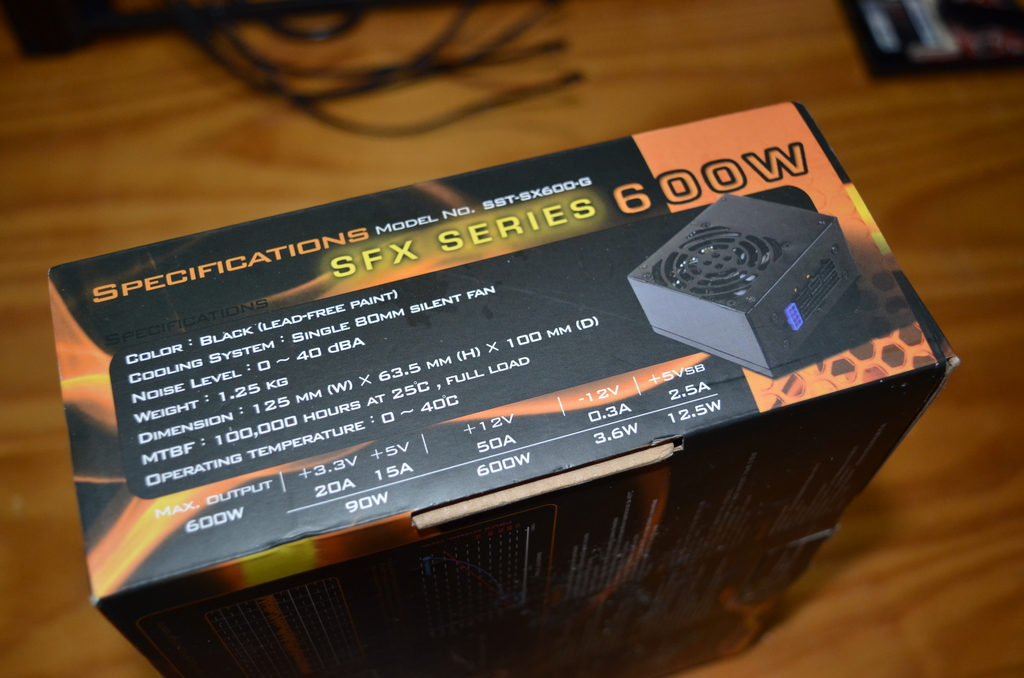 SPECIFICATIONS MODEL NO. SST-SX600-G
SFX SERIES 600W
SPECIFICATIONS
COLOR : BLACK (LEAD-FREE PAINT)
COOLING SYSTEM : SINGLE 80MM SILENT FAN
NOISE LEVEL : 0 ~ 40 dBA
WEIGHT : 1.25 KG
DIMENSION : 125 MM (W) X 63.5 MM (H) X 100 MM (D)
MTBF : 100,000 HOURS AT 25℃ , FULL LOAD
OPERATING TEMPERATURE : 0 ~ 40℃
MAX. OUTPUT | +3.3V +5V | +12V | -12V | +5VSB
600W 20A 15A 50A 0.3A 2.5A
90W 600W 3.6W 12.5W